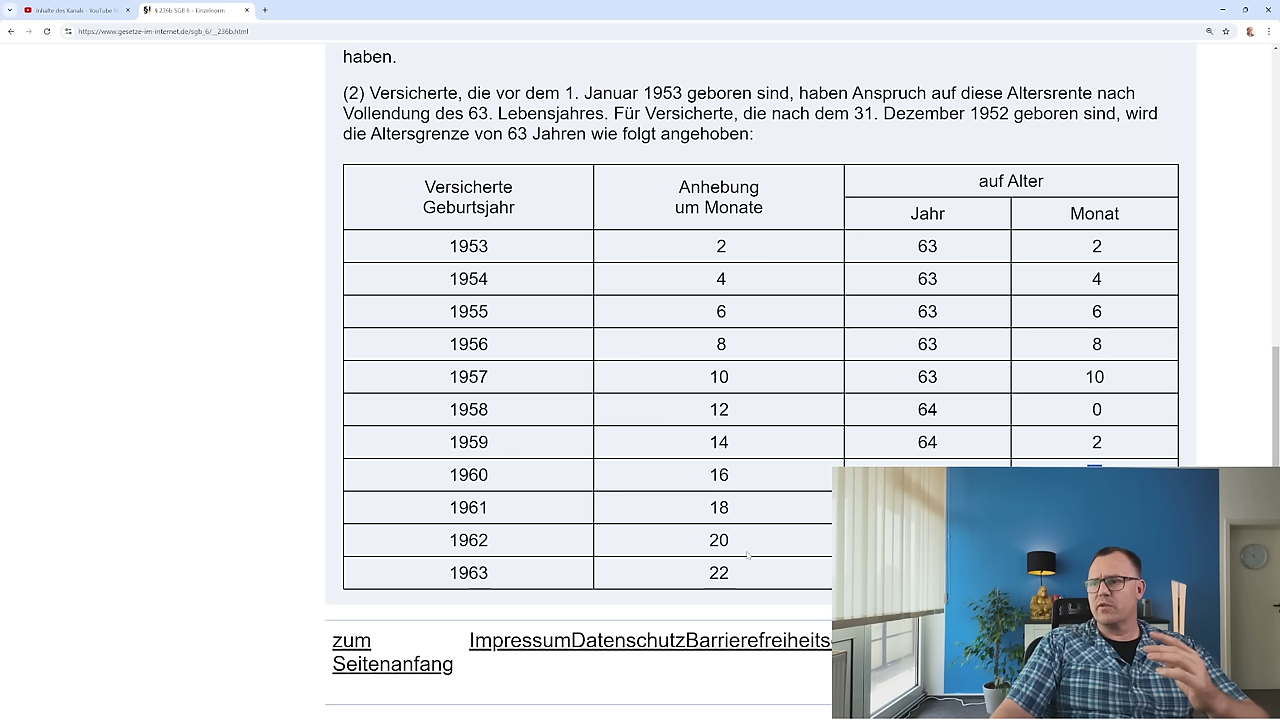 Inhalte des Kanals - YouTube S
§ 236b SGB 6 - Einzelnorm
https://www.gesetze-im-internet.de/sgb_6/__236b.html
haben.
(2) Versicherte, die vor dem 1. Januar 1953 geboren sind, haben Anspruch auf diese Altersrente nach
Vollendung des 63. Lebensjahres. Für Versicherte, die nach dem 31. Dezember 1952 geboren sind, wird
die Altersgrenze von 63 Jahren wie folgt angehoben:
Versicherte Geburtsjahr Anhebung um Monate auf Alter
Jahr Monat
1953 2 63 2
1954 4 63 4
1955 6 63 6
1956 8 63 8
1957 10 63 10
1958 12 64 0
1959 14 64 2
1960 16
1961 18
1962 20
1963 22
zum ImpressumDatenschutzBarrierefreiheits
Seitenanfang